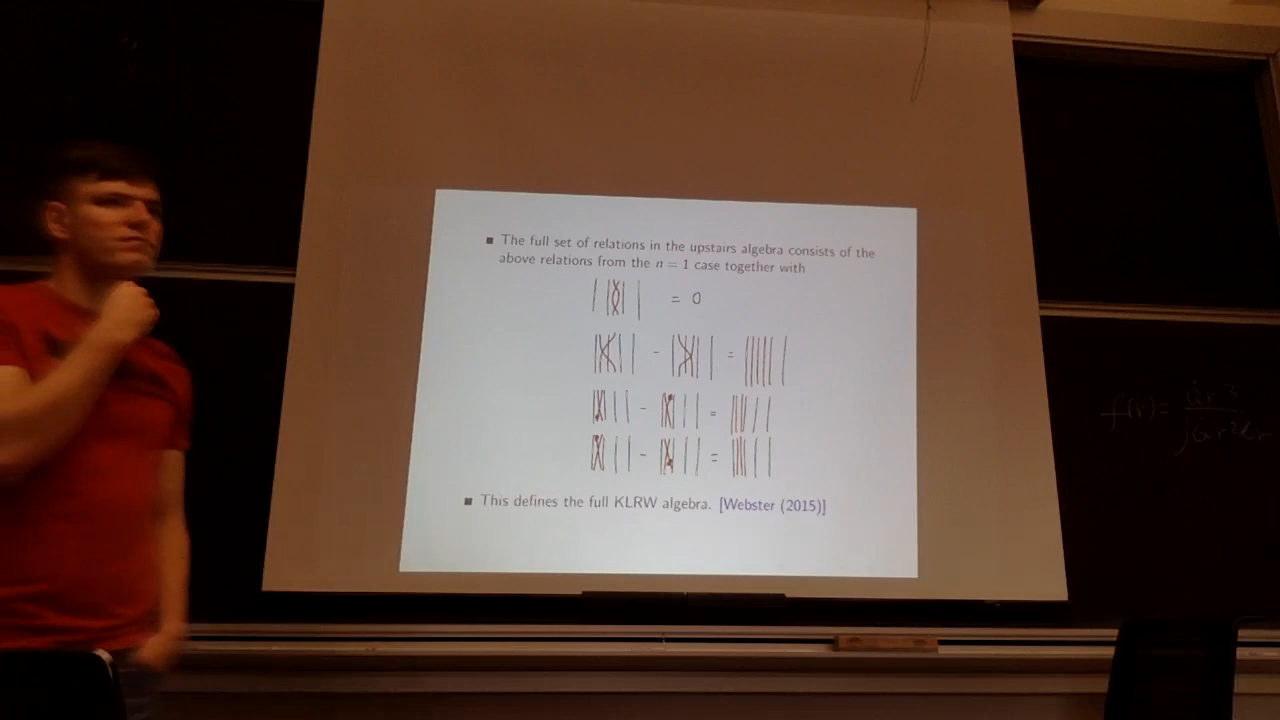 ■ The full set of relations in the upstairs algebra consists of the
above relations from the n = 1 case together with
= 0
- =
- =
- =
■ This defines the full KLRW algebra. [Webster (2015)]
f(r) =